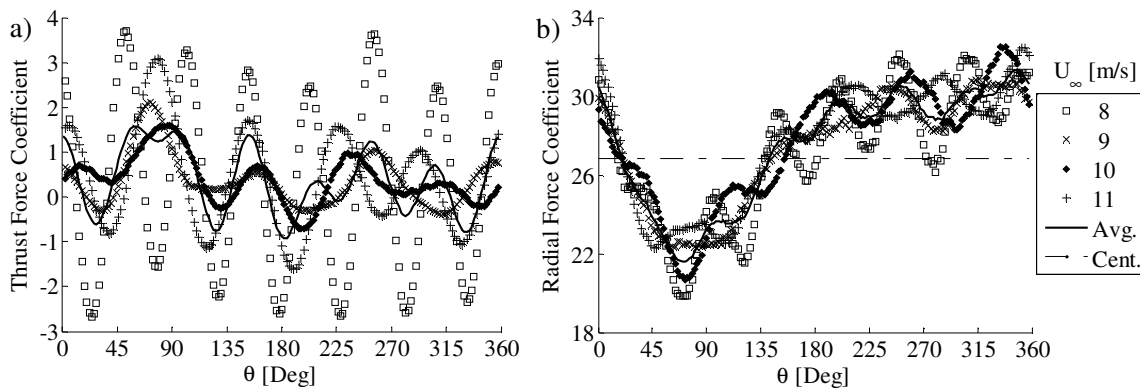 a)
Thrust Force Coefficient
4
3
2
1
0
-1
-2
-3
0 45 90 135 180 225 270 315 360
θ [Deg]
b)
Radial Force Coefficient
34
30
26
22
18
0 45 90 135 180 225 270 315 360
θ [Deg]
U∞ [m/s]
8
9
10
11
Avg.
Cent.